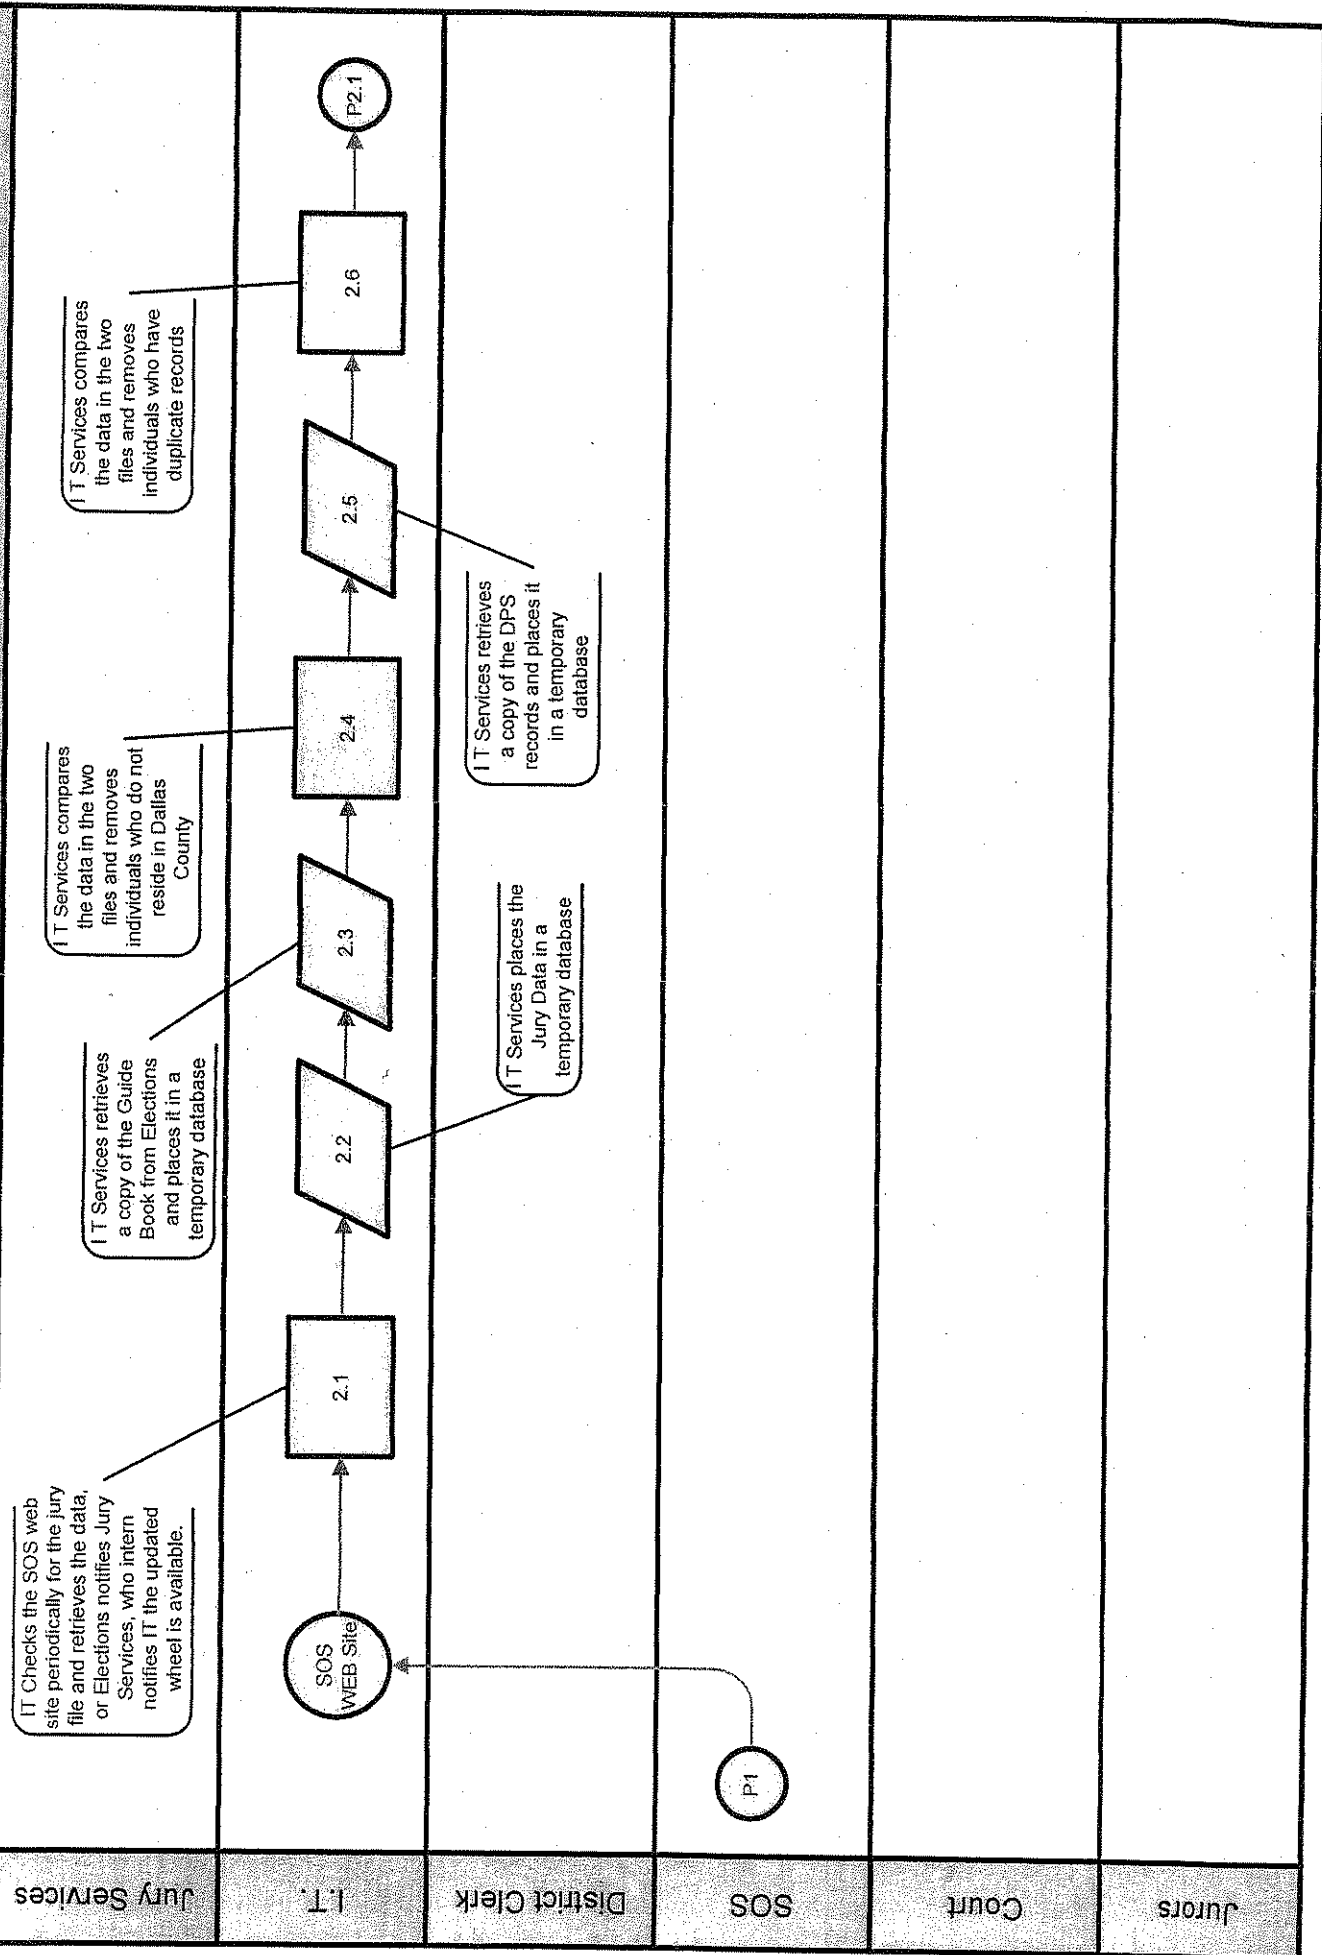 Jury Services
IT Checks the SOS web
site periodically for the jury
file and retrieves the data,
or Elections notifies Jury
Services, who intern
notifies IT the updated
wheel is available.
I T Services retrieves
a copy of the Guide
Book from Elections
and places it in a
temporary database
I T Services compares
the data in the two
files and removes
individuals who do not
reside in Dallas
County
I T Services compares
the data in the two
files and removes
individuals who have
duplicate records
I.T.
SOS
WEB Site
2.1
2.2
2.3
2.4
2.5
2.6
P2.1
District Clerk
I T Services places the
Jury Data in a
temporary database
I T Services retrieves
a copy of the DPS
records and places it
in a temporary
database
SOS
P1
Court
Jurors